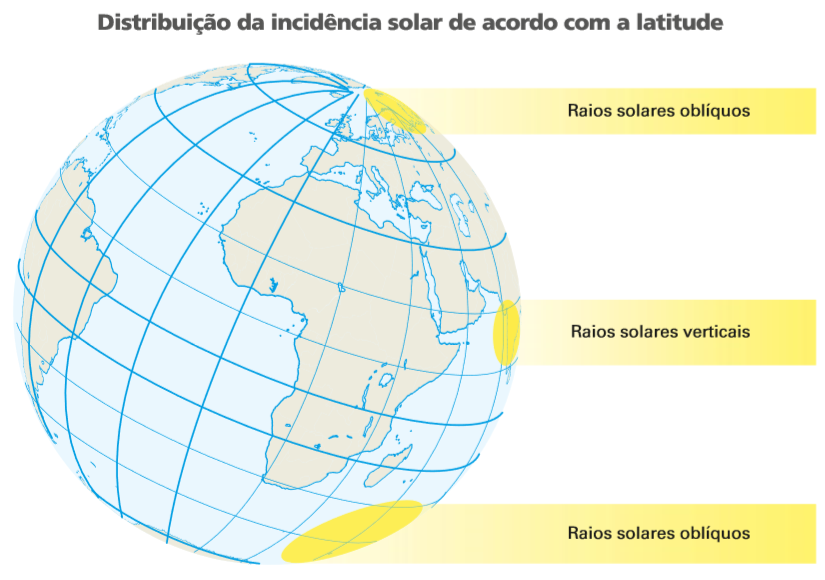 Distribuição da incidência solar de acordo com a latitude
Raios solares oblíquos
Raios solares verticais
Raios solares oblíquos